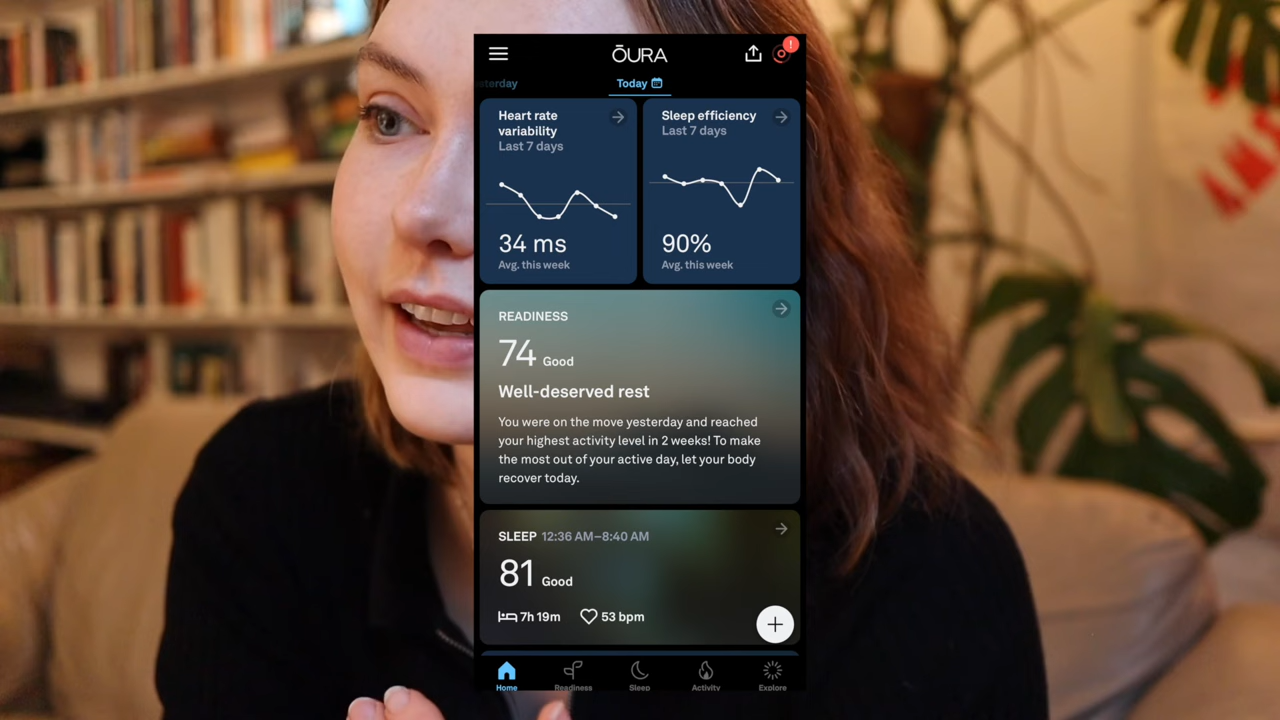 ŌURA
!
Today
Heart rate
variability
Last 7 days
34 ms
Avg. this week
Sleep efficiency
Last 7 days
90%
Avg. this week
READINESS
74 Good
Well-deserved rest
You were on the move yesterday and reached
your highest activity level in 2 weeks! To make
the most out of your active day, let your body
recover today.
SLEEP 12:36 AM–8:40 AM
81 Good
7h 19m 53 bpm
Home Readiness Sleep Activity Explore